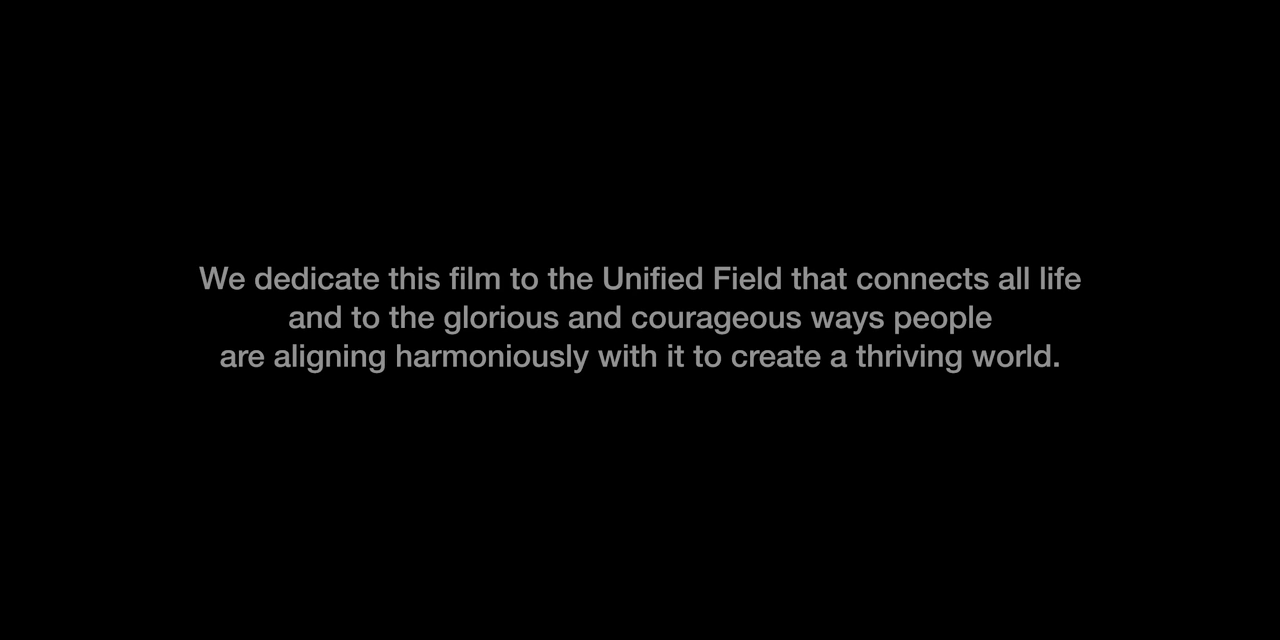 We dedicate this film to the Unified Field that connects all life
and to the glorious and courageous ways people
are aligning harmoniously with it to create a thriving world.